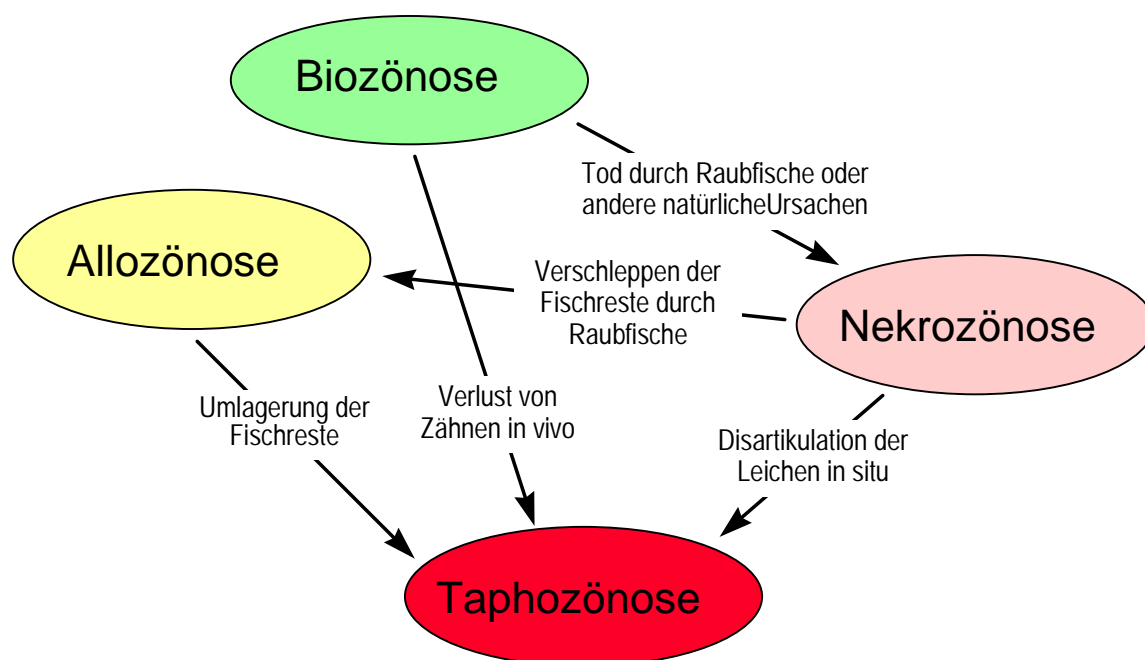 Biozönose
Tod durch Raubfische oder
andere natürlicheUrsachen
Allozönose
Verschleppen der
Fischreste durch
Raubfische
Nekrozönose
Umlagerung der
Fischreste
Verlust von
Zähnen in vivo
Disartikulation der
Leichen in situ
Taphozönose